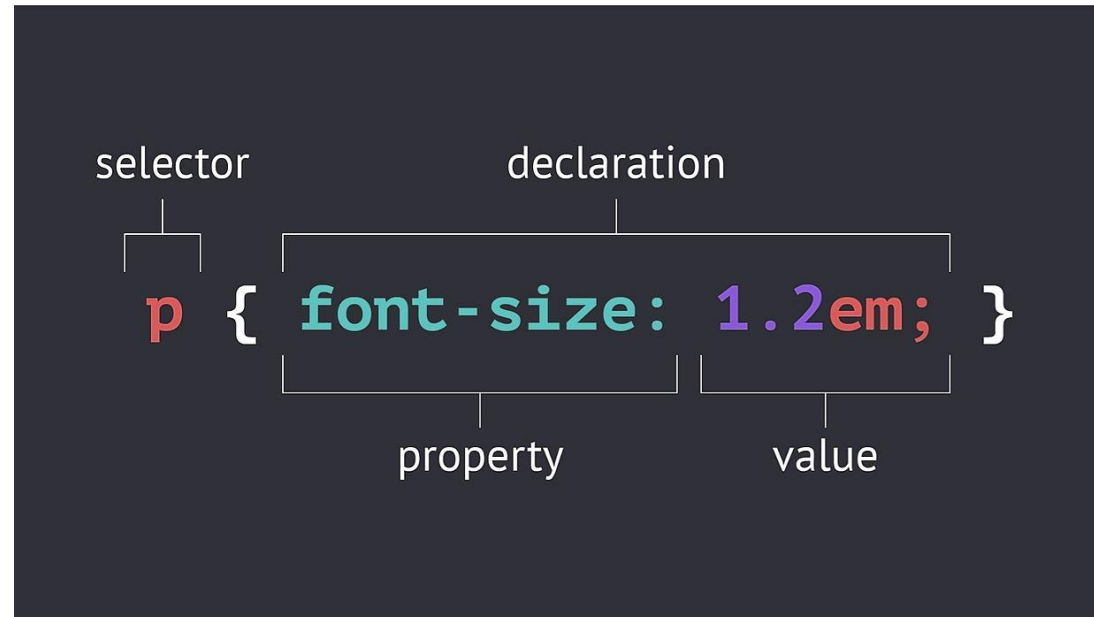 selector declaration
p { font-size: 1.2em; }
property value